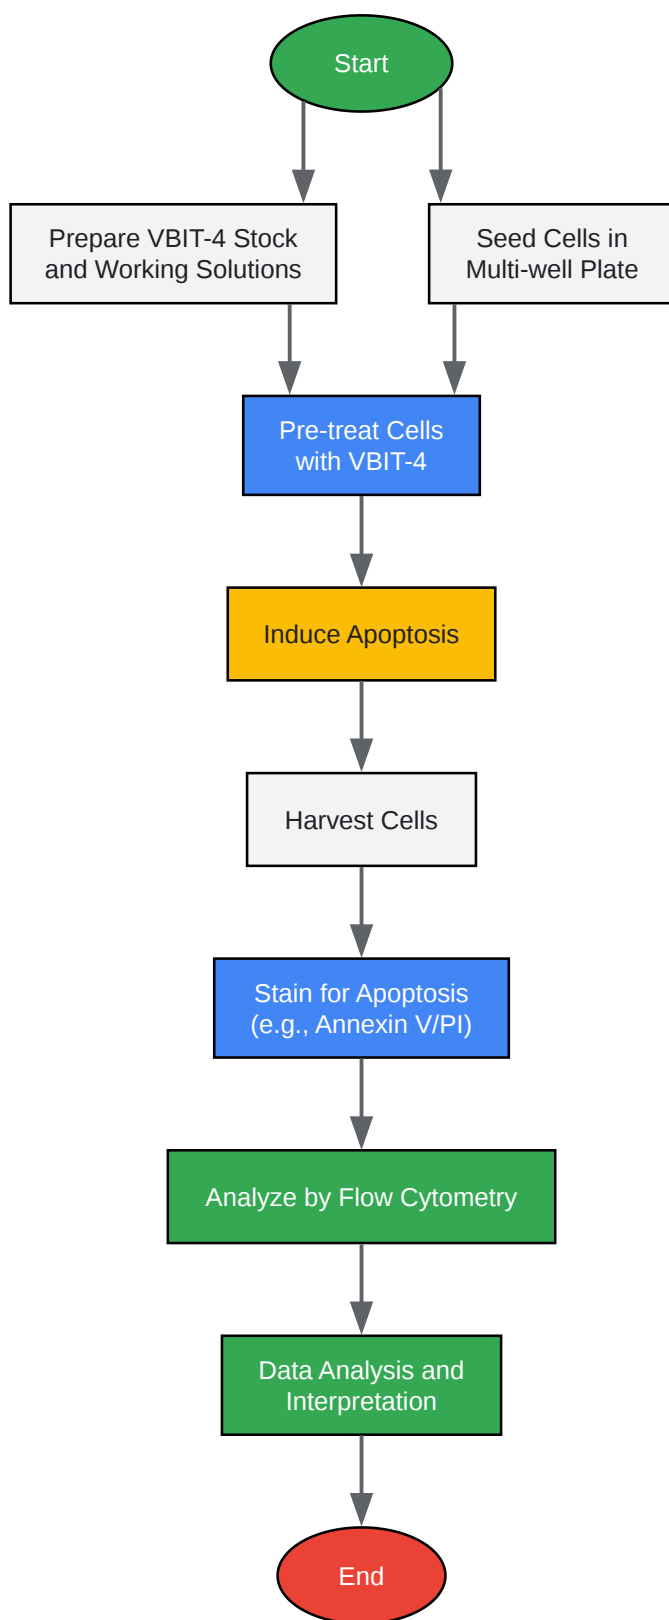 Start
Prepare VBIT-4 Stock
and Working Solutions
Seed Cells in
Multi-well Plate
Pre-treat Cells
with VBIT-4
Induce Apoptosis
Harvest Cells
Stain for Apoptosis
(e.g., Annexin V/PI)
Analyze by Flow Cytometry
Data Analysis and
Interpretation
End